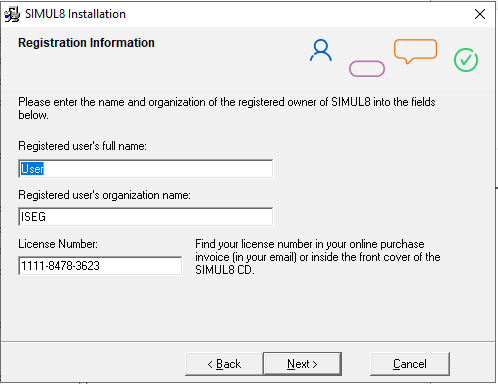 SIMUL8 Installation
Registration Information
Please enter the name and organization of the registered owner of SIMUL8 into the fields
below.
Registered user's full name:
User
Registered user's organization name:
ISEG
License Number:
1111-8478-3623
Find your license number in your online purchase
invoice (in your email) or inside the front cover of the
SIMUL8 CD.
< Back
Next >
Cancel